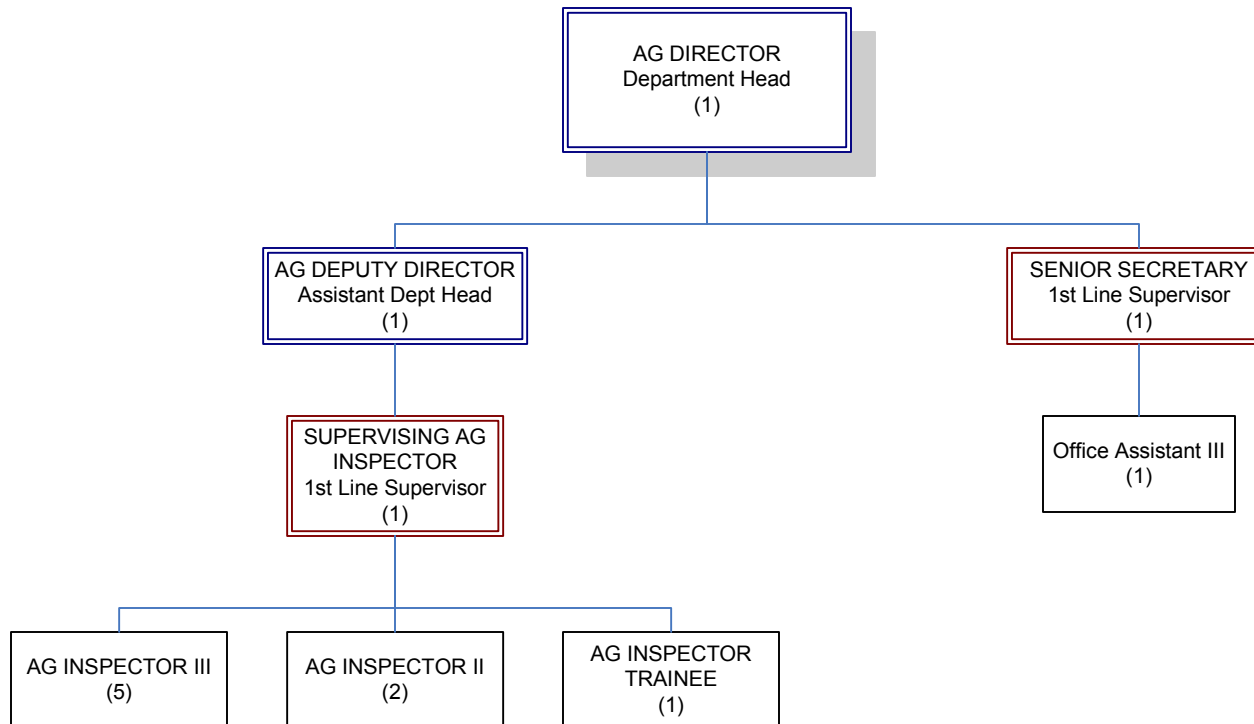 AG DIRECTOR
Department Head
(1)
AG DEPUTY DIRECTOR
Assistant Dept Head
(1)
SENIOR SECRETARY
1st Line Supervisor
(1)
SUPERVISING AG
INSPECTOR
1st Line Supervisor
(1)
Office Assistant III
(1)
AG INSPECTOR III
(5)
AG INSPECTOR II
(2)
AG INSPECTOR
TRAINEE
(1)